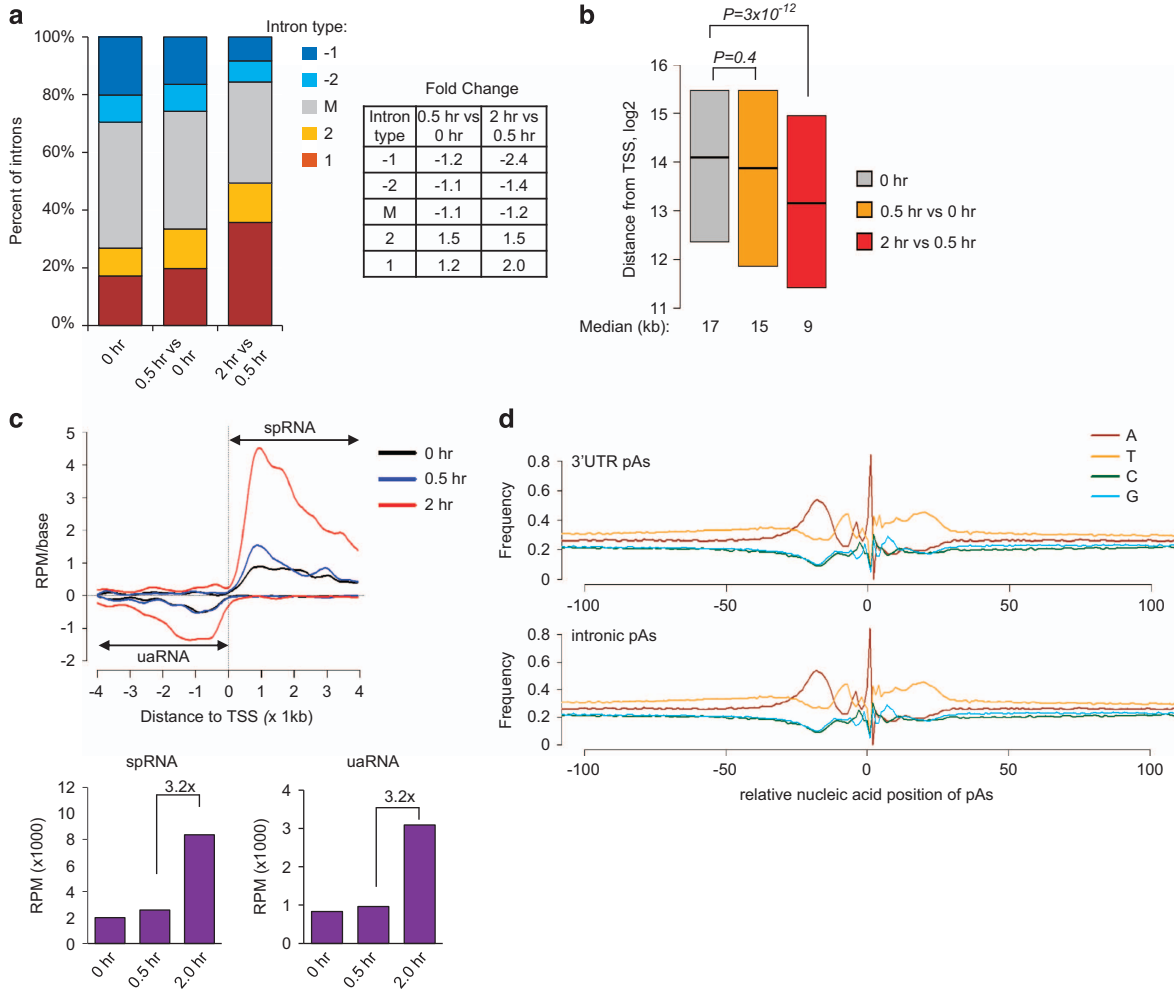 a
Intron type:
-1
-2
M
2
1
100%
80%
60%
40%
20%
0%
Percent of introns
0 hr
0.5 hr vs
0 hr
2 hr vs
0.5 hr
Fold Change
Intron type 0.5 hr vs 0 hr 2 hr vs 0.5 hr
-1 -1.2 -2.4
-2 -1.1 -1.4
M -1.1 -1.2
2 1.5 1.5
1 1.2 2.0
b
P=3x10⁻¹²
P=0.4
16
15
14
13
12
11
Distance from TSS, log2
Median (kb): 17 15 9
0 hr
0.5 hr vs 0 hr
2 hr vs 0.5 hr
c
5
4
3
2
1
0
-1
-2
RPM/base
spRNA
uaRNA
0 hr
0.5 hr
2 hr
-4 -3 -2 -1 0 1 2 3 4
Distance to TSS (x 1kb)
spRNA
3.2x
12
10
8
6
4
2
0
RPM (x1000)
0 hr
0.5 hr
2.0 hr
uaRNA
3.2x
4
3
2
1
0
RPM (x1000)
0 hr
0.5 hr
2.0 hr
d
A
T
C
G
3'UTR pAs
0.8
0.6
0.4
0.2
0
Frequency
-100 -50 0 50 100
intronic pAs
0.8
0.6
0.4
0.2
0
Frequency
-100 -50 0 50 100
relative nucleic acid position of pAs